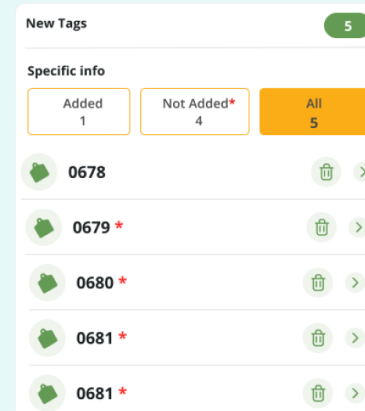 New Tags 5
Specific info
Added Not Added* All
1 4 5
0678
0679 *
0680 *
0681 *
0681 *